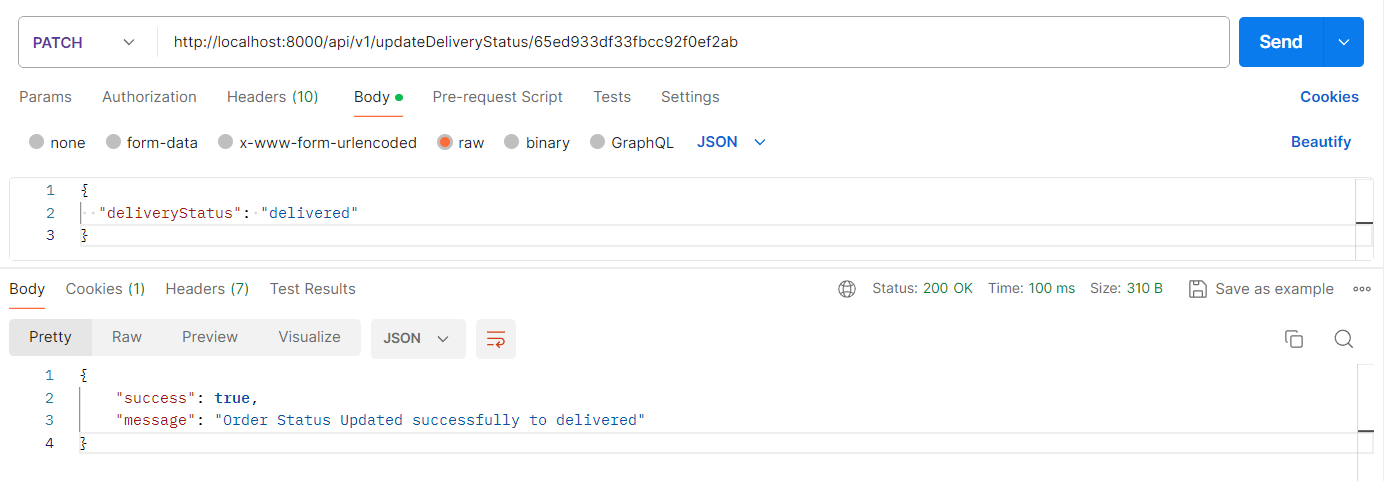 PATCH http://localhost:8000/api/v1/updateDeliveryStatus/65ed933df33fbcc92f0ef2ab Send
Params Authorization Headers (10) Body Pre-request Script Tests Settings Cookies
none form-data x-www-form-urlencoded raw binary GraphQL JSON Beautify
1 {
2 "deliveryStatus": "delivered"
3 }
Body Cookies (1) Headers (7) Test Results Status: 200 OK Time: 100 ms Size: 310 B Save as example
Pretty Raw Preview Visualize JSON
1 {
2 "success": true,
3 "message": "Order Status Updated successfully to delivered"
4 }